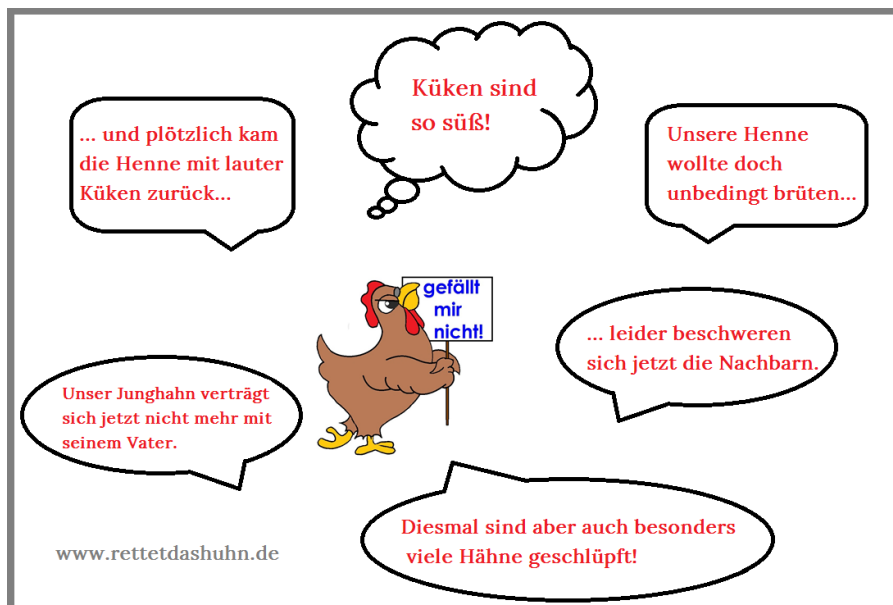 Küken sind
so süß!
... und plötzlich kam
die Henne mit lauter
Küken zurück...
Unsere Henne
wollte doch
unbedingt brüten...
gefällt
mir
nicht!
... leider beschweren
sich jetzt die Nachbarn.
Unser Junghahn verträgt
sich jetzt nicht mehr mit
seinem Vater.
Diesmal sind aber auch besonders
viele Hähne geschlüpft!
www.rettetdashuhn.de